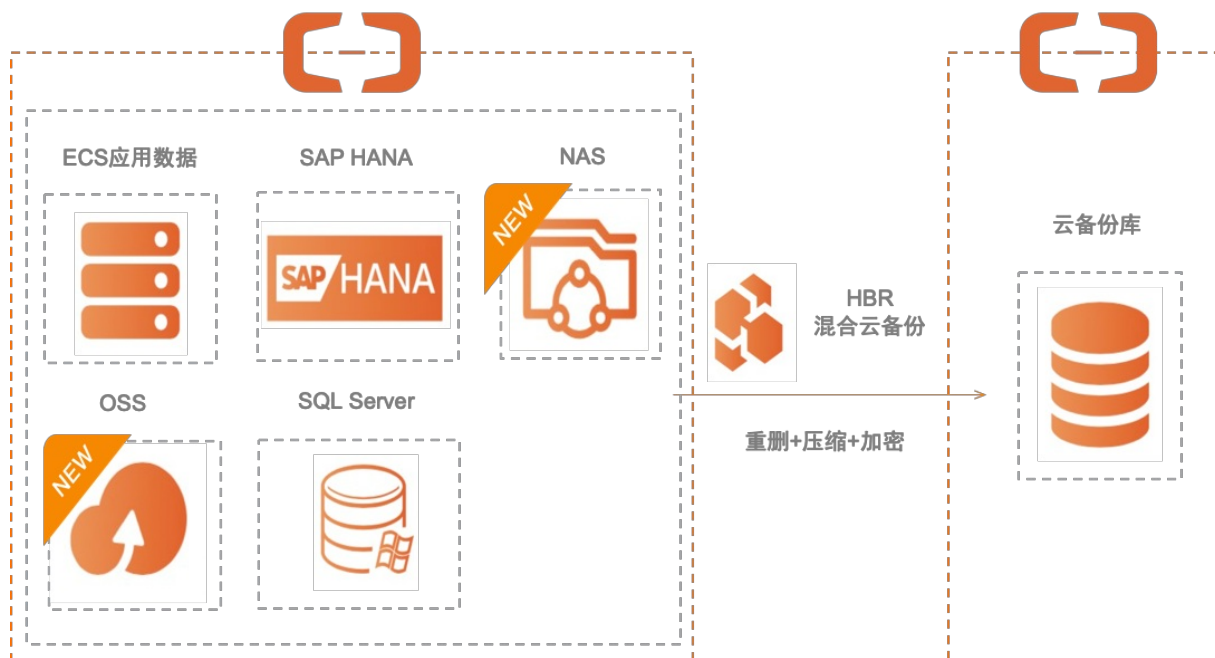 ECS应用数据
SAP HANA
NAS
NEW
SAP HANA
OSS
SQL Server
NEW
HBR
混合云备份
重删+压缩+加密
云备份库